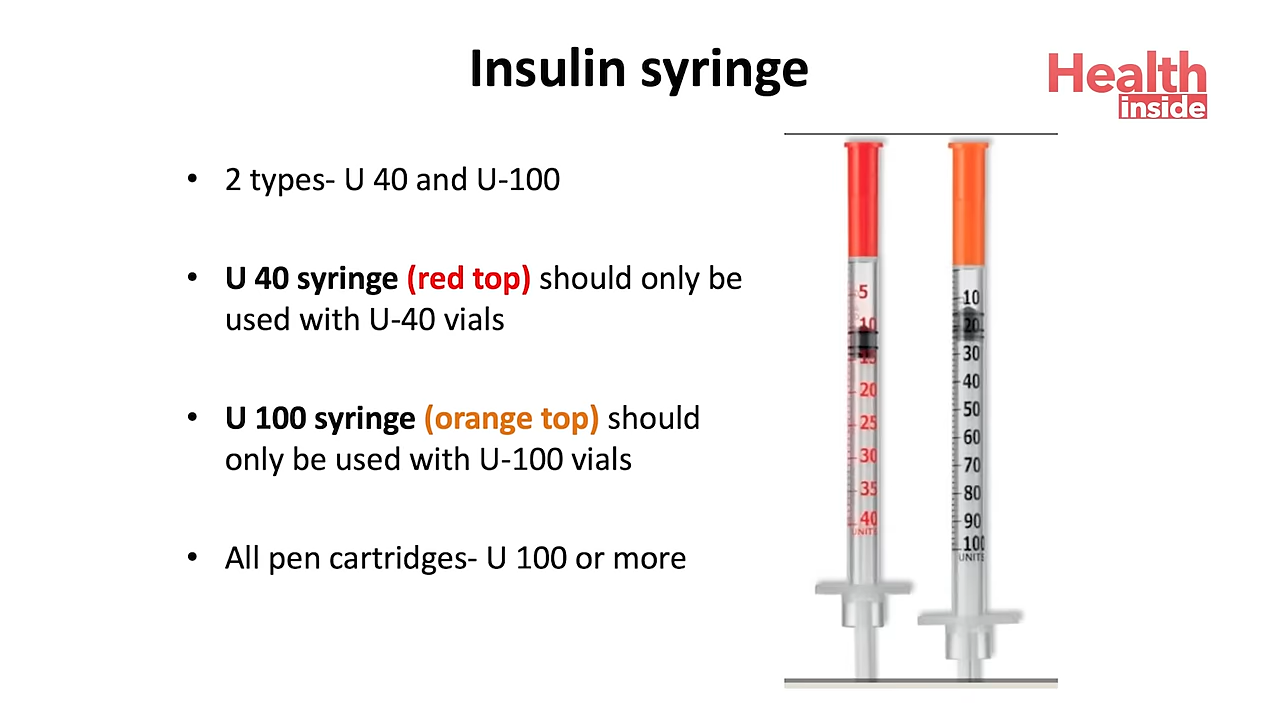 Insulin syringe
Health
inside
• 2 types- U 40 and U-100
• U 40 syringe (red top) should only be
used with U-40 vials
• U 100 syringe (orange top) should
only be used with U-100 vials
• All pen cartridges- U 100 or more
5
10
15
20
25
30
35
40
UNITS
10
20
30
40
50
60
70
80
90
100
UNITS